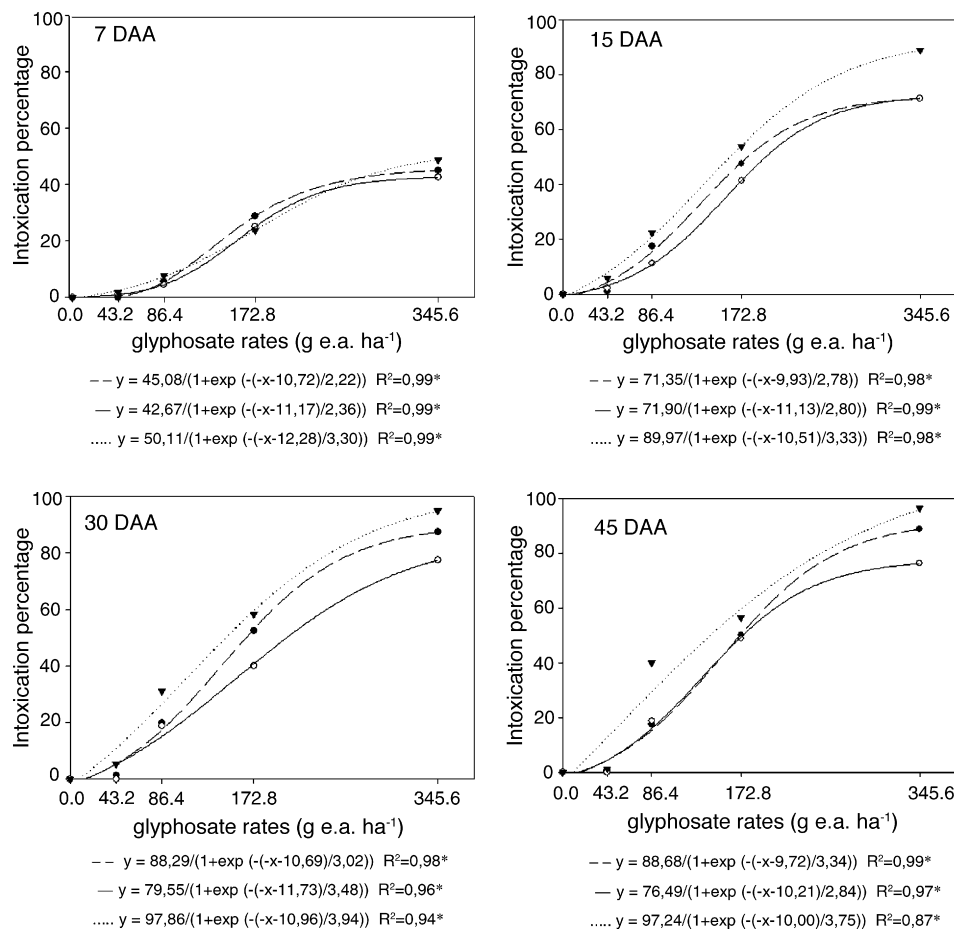 7 DAA
Intoxication percentage
100
80
60
40
20
0
0.0 43.2 86.4 172.8 345.6
glyphosate rates (g e.a. ha⁻¹)
– – y = 45,08/(1+exp (-(-x-10,72)/2,22)) R²=0,99*
— y = 42,67/(1+exp (-(-x-11,17)/2,36)) R²=0,99*
..... y = 50,11/(1+exp (-(-x-12,28)/3,30)) R²=0,99*
15 DAA
Intoxication percentage
100
80
60
40
20
0
0.0 43.2 86.4 172.8 345.6
glyphosate rates (g e.a. ha⁻¹)
– – y = 71,35/(1+exp (-(-x-9,93)/2,78)) R²=0,98*
— y = 71,90/(1+exp (-(-x-11,13)/2,80)) R²=0,99*
..... y = 89,97/(1+exp (-(-x-10,51)/3,33)) R²=0,98*
30 DAA
Intoxication percentage
100
80
60
40
20
0
0.0 43.2 86.4 172.8 345.6
glyphosate rates (g e.a. ha⁻¹)
– – y = 88,29/(1+exp (-(-x-10,69)/3,02)) R²=0,98*
— y = 79,55/(1+exp (-(-x-11,73)/3,48)) R²=0,96*
..... y = 97,86/(1+exp (-(-x-10,96)/3,94)) R²=0,94*
45 DAA
Intoxication percentage
100
80
60
40
20
0
0.0 43.2 86.4 172.8 345.6
glyphosate rates (g e.a. ha⁻¹)
– – y = 88,68/(1+exp (-(-x-9,72)/3,34)) R²=0,99*
— y = 76,49/(1+exp (-(-x-10,21)/2,84)) R²=0,97*
..... y = 97,24/(1+exp (-(-x-10,00)/3,75)) R²=0,87*